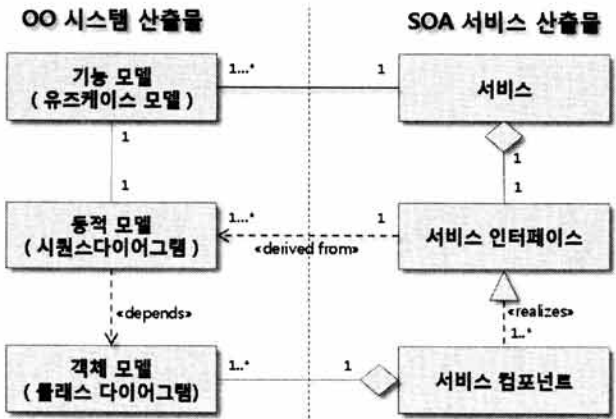 OO 시스템 산출물
SOA 서비스 산출물
기능 모델
( 유즈케이스 모델 )
1...*
1
서비스
1
1
1
1
동적 모델
( 시퀀스다이어그램 )
1...*
«derived from»
1
서비스 인터페이스
«depends»
«realizes»
1..*
객체 모델
( 클래스 다이어그램)
1..*
1
서비스 컴포넌트